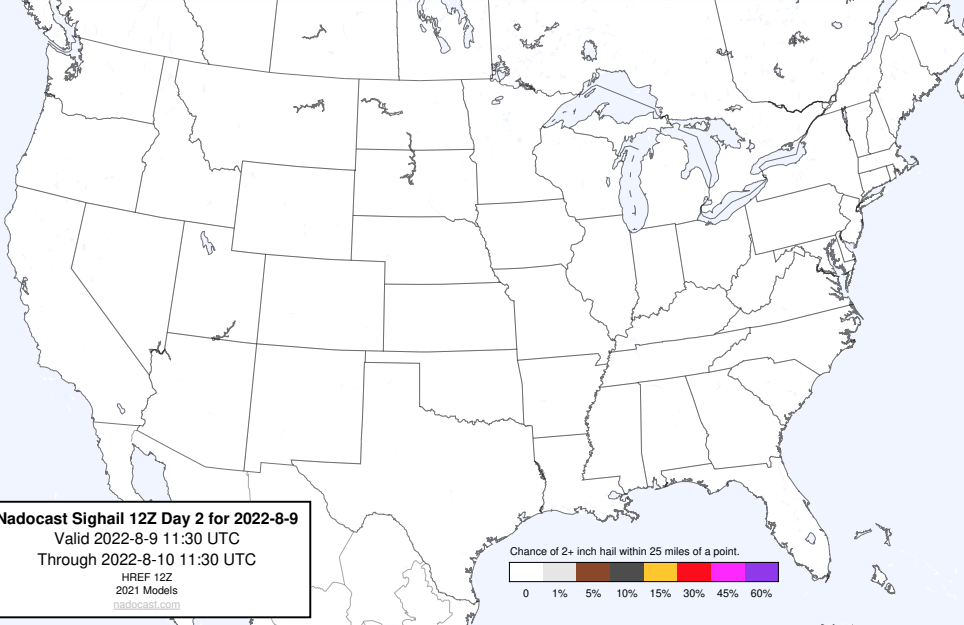 Nadocast Sighail 12Z Day 2 for 2022-8-9
Valid 2022-8-9 11:30 UTC
Through 2022-8-10 11:30 UTC
HREF 12Z
2021 Models
nadocast.com
Chance of 2+ inch hail within 25 miles of a point.
0 1% 5% 10% 15% 30% 45% 60%